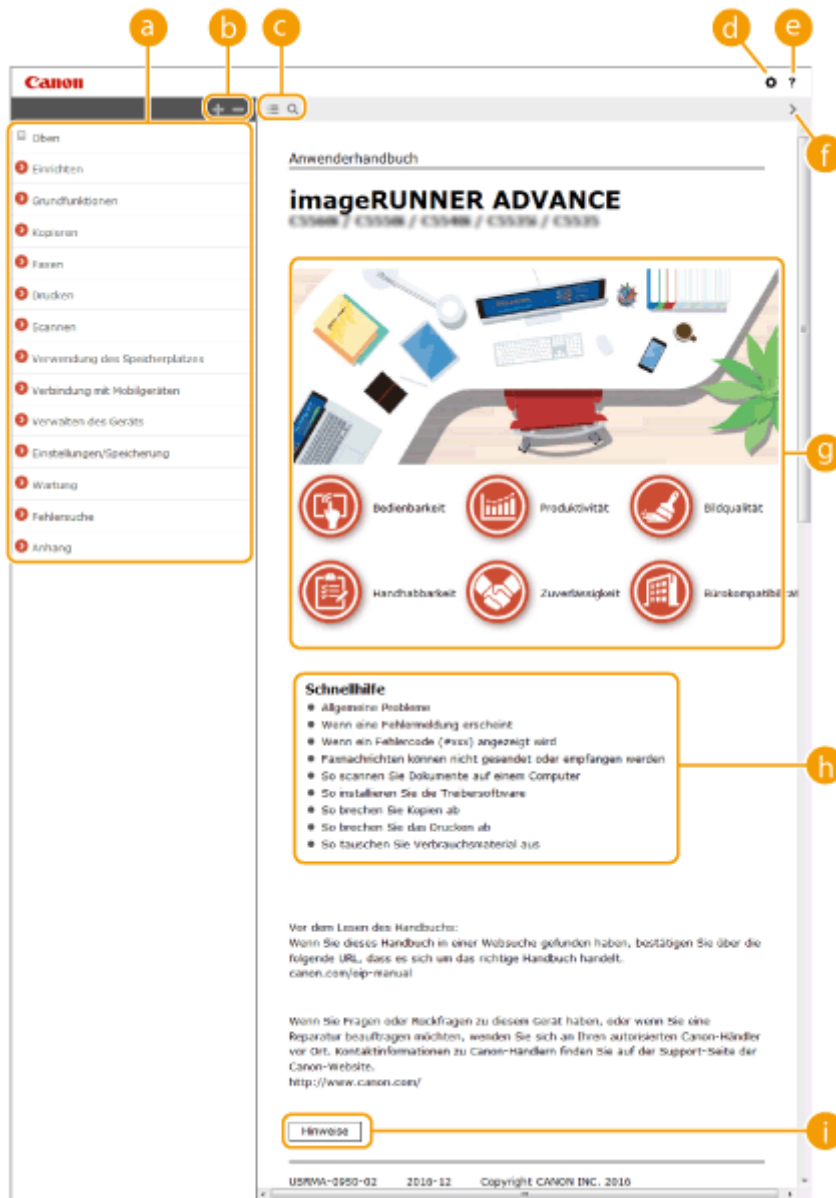 a b c d e
Canon
?
f
Oben
Einrichten
Grundfunktionen
Kopieren
Faxen
Drucken
Scannen
Verwendung des Speicherplatzes
Verbindung mit Mobilgeräten
Verwalten des Geräts
Einstellungen/Speicherung
Wartung
Fehlersuche
Anhang
Anwenderhandbuch
imageRUNNER ADVANCE
g
Bedienbarkeit Produktivität Bildqualität
Handhabbarkeit Zuverlässigkeit Bürokompatibilität
Schnellhilfe
Allgemeine Probleme
Wenn eine Fehlermeldung erscheint
Wenn ein Fehlercode (#xxx) angezeigt wird
Faxnachrichten können nicht gesendet oder empfangen werden
h
So scannen Sie Dokumente auf einem Computer
So installieren Sie die Treibersoftware
So brechen Sie Kopien ab
So brechen Sie das Drucken ab
So tauschen Sie Verbrauchsmaterial aus
Vor dem Lesen des Handbuchs:
Wenn Sie dieses Handbuch in einer Websuche gefunden haben, bestätigen Sie über die
folgende URL, dass es sich um das richtige Handbuch handelt.
canon.com/oip-manual
Wenn Sie Fragen oder Rückfragen zu diesem Gerät haben, oder wenn Sie eine
Reparatur beauftragen möchten, wenden Sie sich an Ihren autorisierten Canon-Händler
vor Ort. Kontaktinformationen zu Canon-Händlern finden Sie auf der Support-Seite der
Canon-Website.
http://www.canon.com/
Hinweise
i
USRMA-0950-02 2016-12 Copyright CANON INC. 2016